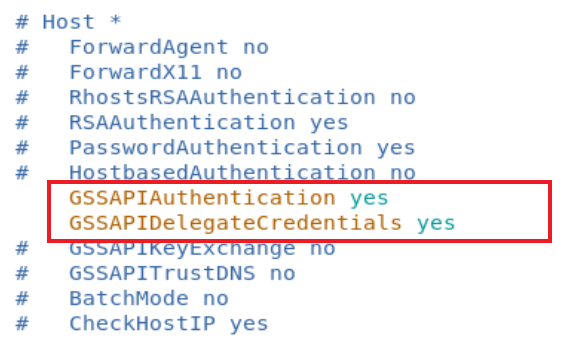 # Host *
#   ForwardAgent no
#   ForwardX11 no
#   RhostsRSAAuthentication no
#   RSAAuthentication yes
#   PasswordAuthentication yes
#   HostbasedAuthentication no
    GSSAPIAuthentication yes
    GSSAPIDelegateCredentials yes
#   GSSAPIKeyExchange no
#   GSSAPITrustDNS no
#   BatchMode no
#   CheckHostIP yes